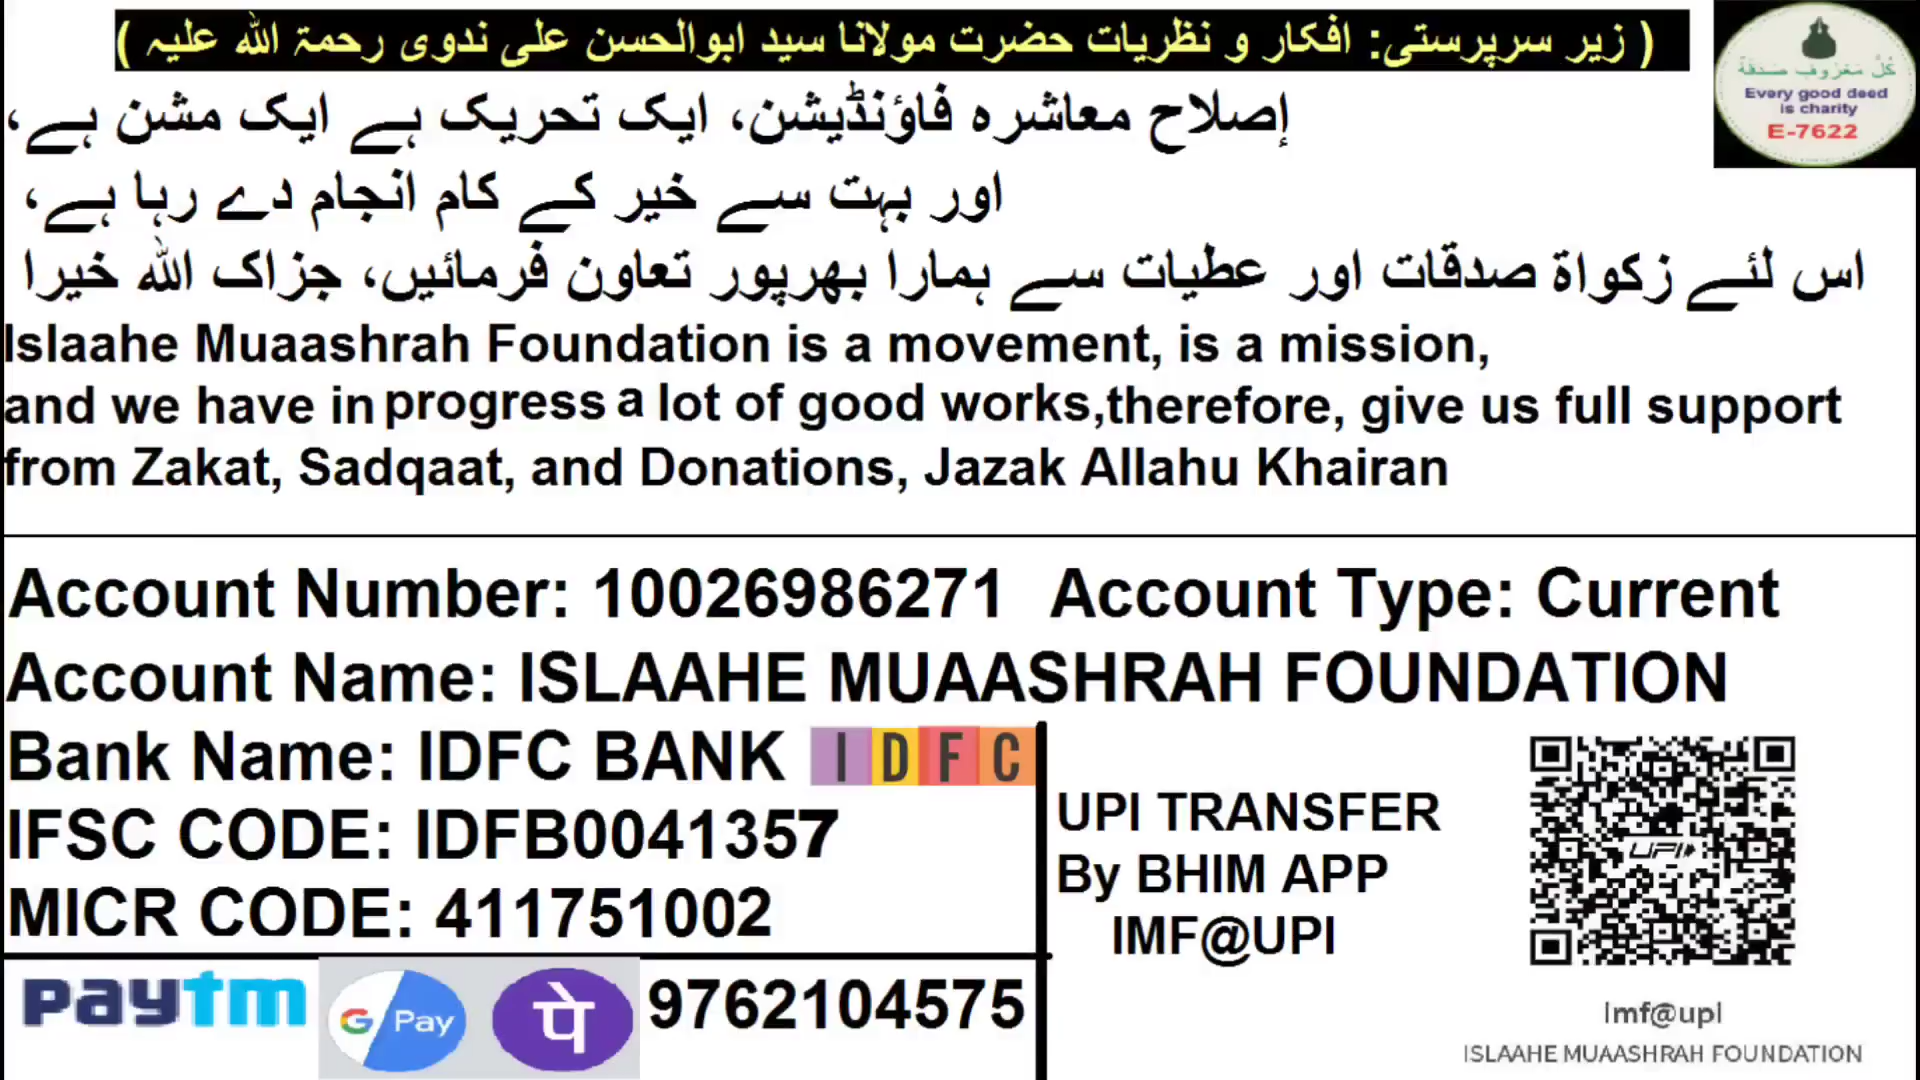 ( زیر سرپرستی: افکار و نظریات حضرت مولانا سید ابوالحسن علی ندوی رحمۃ اللہ علیہ )
كُلُّ مَعْرُوفٍ صَدَقَةٌ
Every good deed
is charity
E-7622
إصلاح معاشرہ فاؤنڈیشن، ایک تحریک ہے ایک مشن ہے،
اور بہت سے خیر کے کام انجام دے رہا ہے،
اس لئے زکواۃ صدقات اور عطیات سے ہمارا بھرپور تعاون فرمائیں، جزاک اللہ خیرا
Islaahe Muaashrah Foundation is a movement, is a mission,
and we have in progress a lot of good works,therefore, give us full support
from Zakat, Sadqaat, and Donations, Jazak Allahu Khairan
Account Number: 10026986271 Account Type: Current
Account Name: ISLAAHE MUAASHRAH FOUNDATION
Bank Name: IDFC BANK IDFC
IFSC CODE: IDFB0041357
MICR CODE: 411751002
UPI TRANSFER
By BHIM APP
IMF@UPI
UPI
imf@upi
ISLAAHE MUAASHRAH FOUNDATION
paytm G Pay पे 9762104575